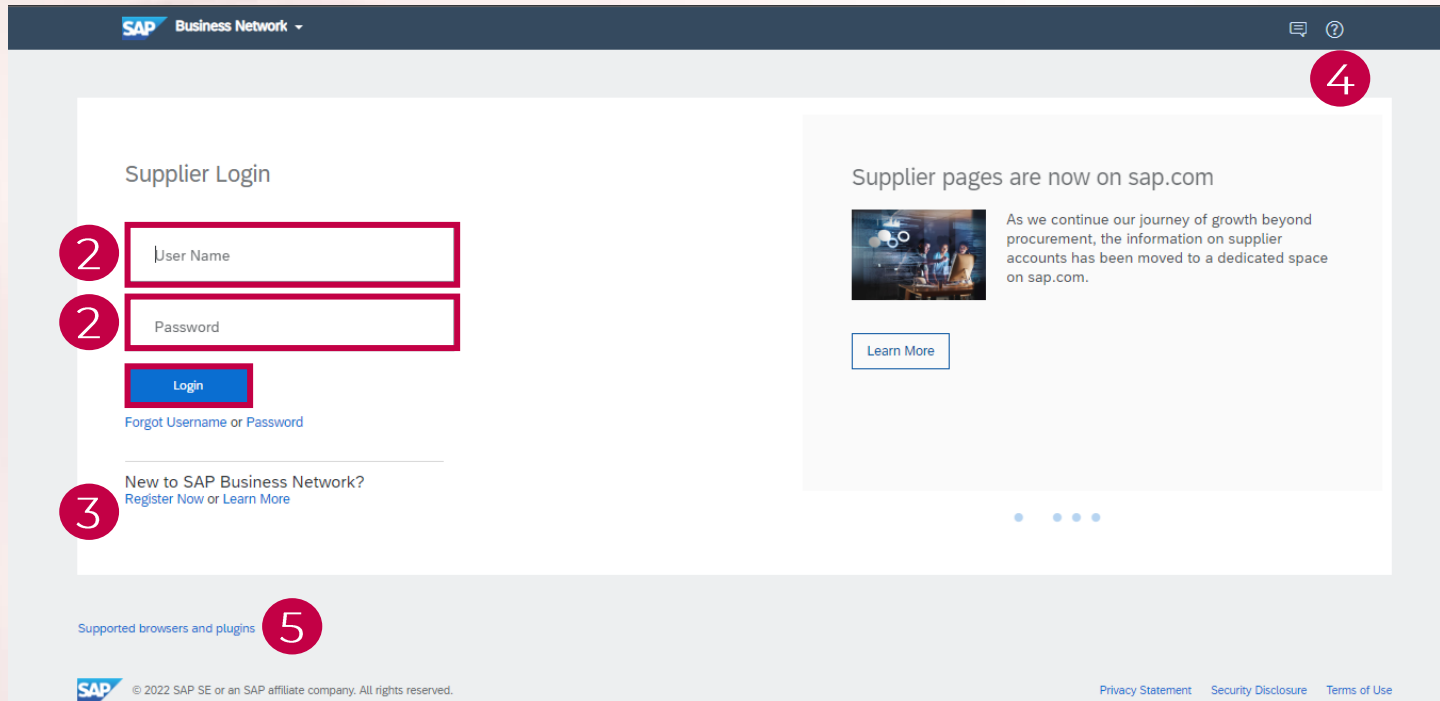 SAP Business Network
4
Supplier Login
2 User Name
2 Password
Login
Forgot Username or Password
New to SAP Business Network?
3 Register Now or Learn More
Supplier pages are now on sap.com
As we continue our journey of growth beyond
procurement, the information on supplier
accounts has been moved to a dedicated space
on sap.com.
Learn More
Supported browsers and plugins 5
SAP © 2022 SAP SE or an SAP affiliate company. All rights reserved.
Privacy Statement Security Disclosure Terms of Use